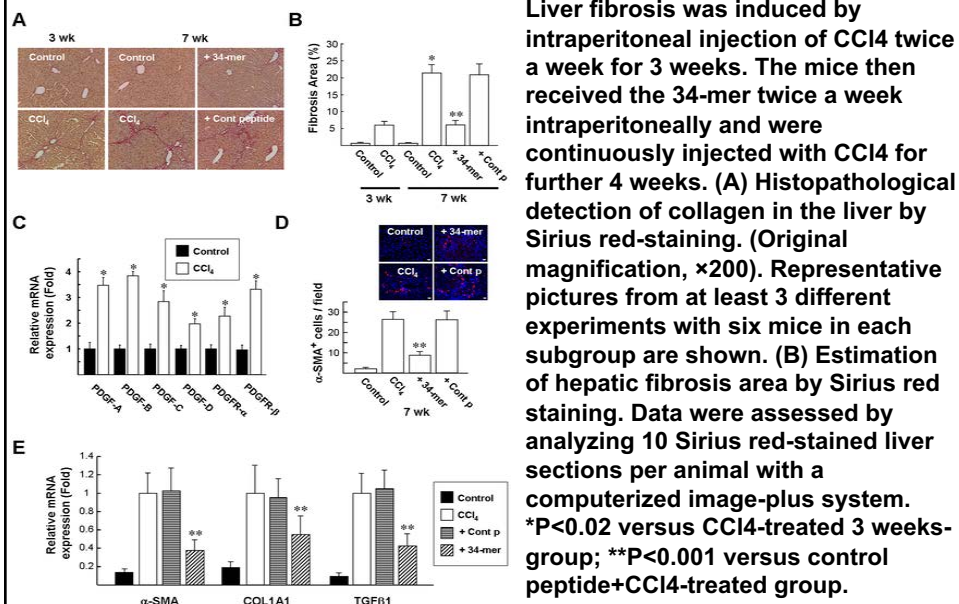 A
3 wk
7 wk
Control
Control
+ 34-mer
CCl4
CCl4
+ Cont peptide
B
Fibrosis Area (%)
30
25
20
15
10
5
*
**
Control
CCl4
Control
CCl4
+ 34-mer
+ Cont p
3 wk
7 wk
C
Control
CCl4
Relative mRNA
expression (Fold)
4
3
2
1
*
*
*
*
*
*
PDGF-A
PDGF-B
PDGF-C
PDGF-D
PDGFR-α
PDGFR-β
D
Control
+ 34-mer
CCl4
+ Cont p
α-SMA+ cells / field
30
20
10
**
Control
CCl4
+ 34-mer
+ Cont p
7 wk
E
Relative mRNA
expression (Fold)
1.4
1
0.8
0.4
0.2
**
**
**
Control
CCl4
+ Cont p
+ 34-mer
α-SMA
COL1A1
TGFβ1
Liver fibrosis was induced by
intraperitoneal injection of CCl4 twice
a week for 3 weeks. The mice then
received the 34-mer twice a week
intraperitoneally and were
continuously injected with CCl4 for
further 4 weeks. (A) Histopathological
detection of collagen in the liver by
Sirius red-staining. (Original
magnification, ×200). Representative
pictures from at least 3 different
experiments with six mice in each
subgroup are shown. (B) Estimation
of hepatic fibrosis area by Sirius red
staining. Data were assessed by
analyzing 10 Sirius red-stained liver
sections per animal with a
computerized image-plus system.
*P<0.02 versus CCl4-treated 3 weeks-
group; **P<0.001 versus control
peptide+CCl4-treated group.